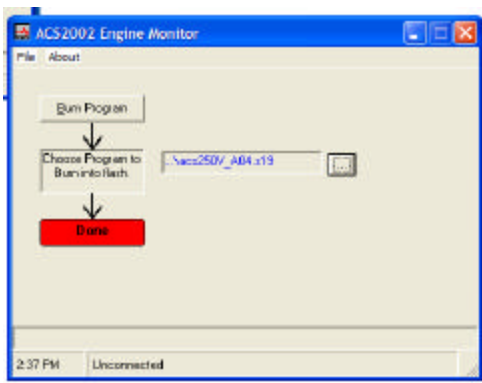 ACS2002 Engine Monitor
File About
Burn Program
Choose Program to
Burn into flash
..\acs250V_A04.s19
...
Done
2:37 PM Unconnected